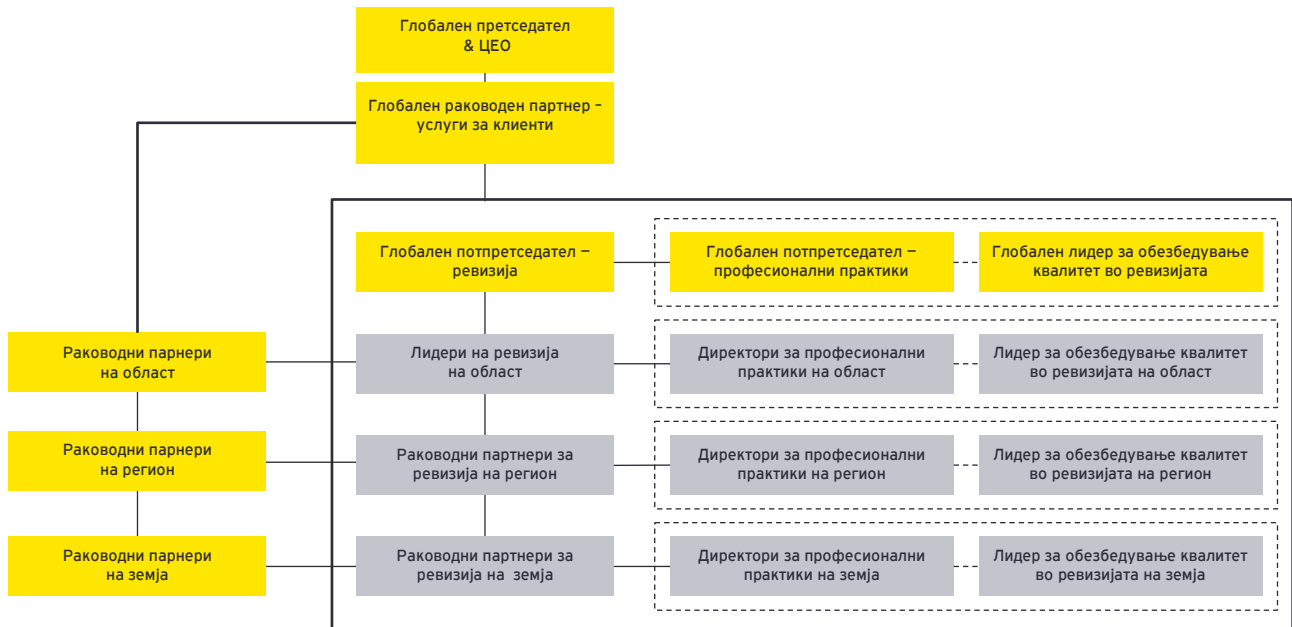 Глобален претседател
& ЦЕО
Глобален раководен партнер –
услуги за клиенти
Глобален потпретседател –
ревизија
Глобален потпретседател –
професионални практики
Глобален лидер за обезбедување
квалитет во ревизијата
Раководни парнери
на област
Лидери на ревизија
на област
Директори за професионални
практики на област
Лидер за обезбедување квалитет
во ревизијата на област
Раководни парнери
на регион
Раководни партнери за
ревизија на регион
Директори за професионални
практики на регион
Лидер за обезбедување квалитет
во ревизијата на регион
Раководни парнери
на земја
Раководни партнери за
ревизија на земја
Директори за професионални
практики на земја
Лидер за обезбедување квалитет
во ревизијата на земја